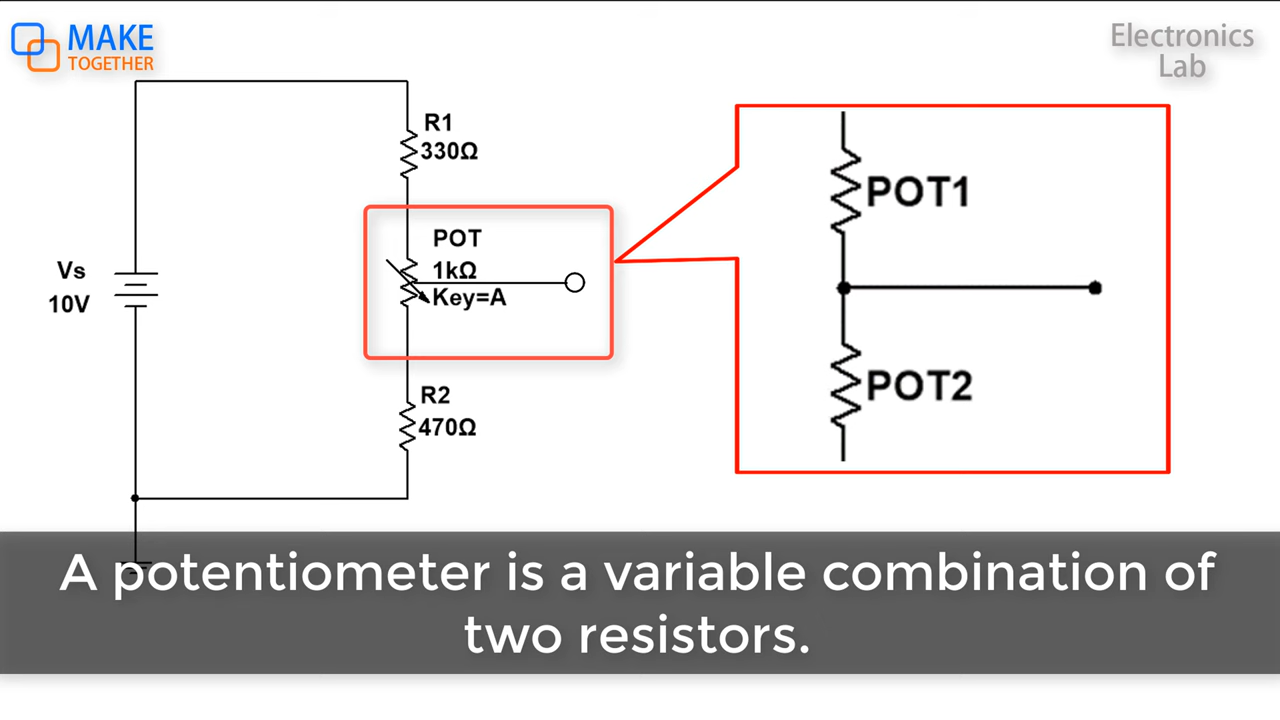 MAKE
TOGETHER
Electronics
Lab
R1
330Ω
POT
1kΩ
Key=A
Vs
10V
R2
470Ω
POT1
POT2
A potentiometer is a variable combination of
two resistors.